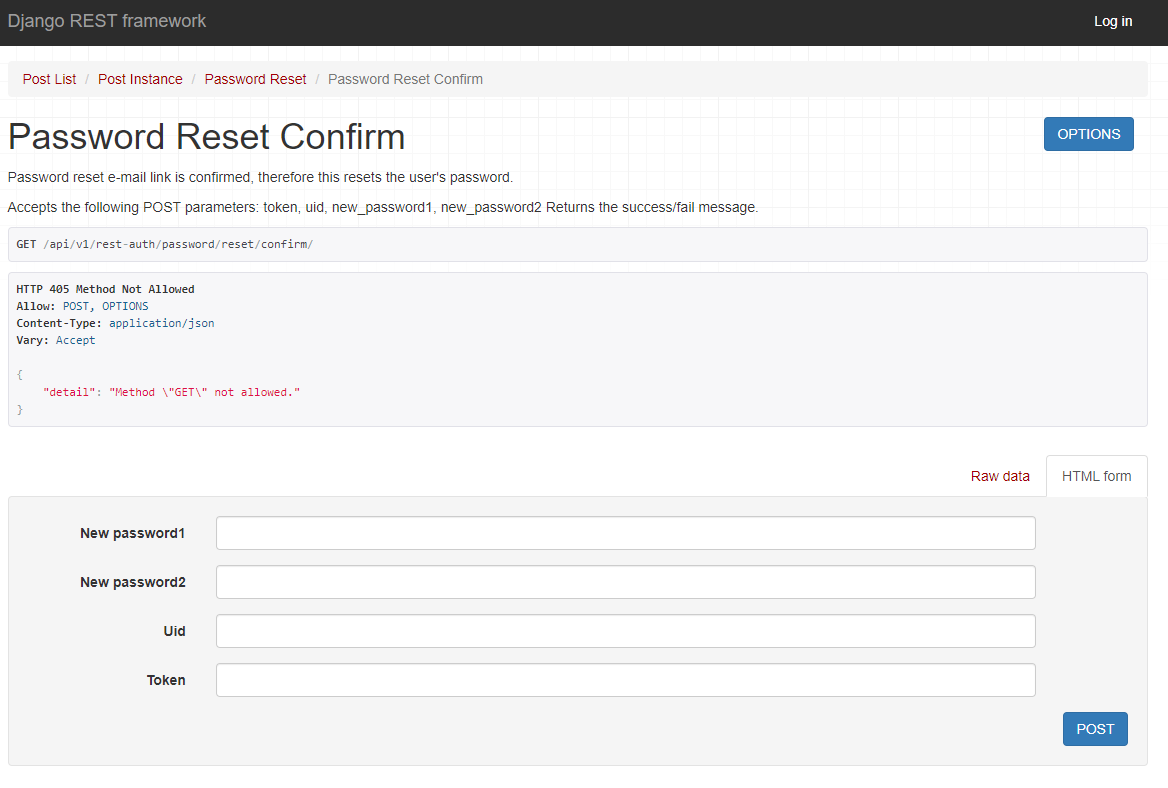 Django REST framework
Log in
Post List / Post Instance / Password Reset / Password Reset Confirm
Password Reset Confirm
OPTIONS
Password reset e-mail link is confirmed, therefore this resets the user's password.
Accepts the following POST parameters: token, uid, new_password1, new_password2 Returns the success/fail message.
GET /api/v1/rest-auth/password/reset/confirm/
HTTP 405 Method Not Allowed
Allow: POST, OPTIONS
Content-Type: application/json
Vary: Accept
{
    "detail": "Method \"GET\" not allowed."
}
Raw data
HTML form
New password1
New password2
Uid
Token
POST